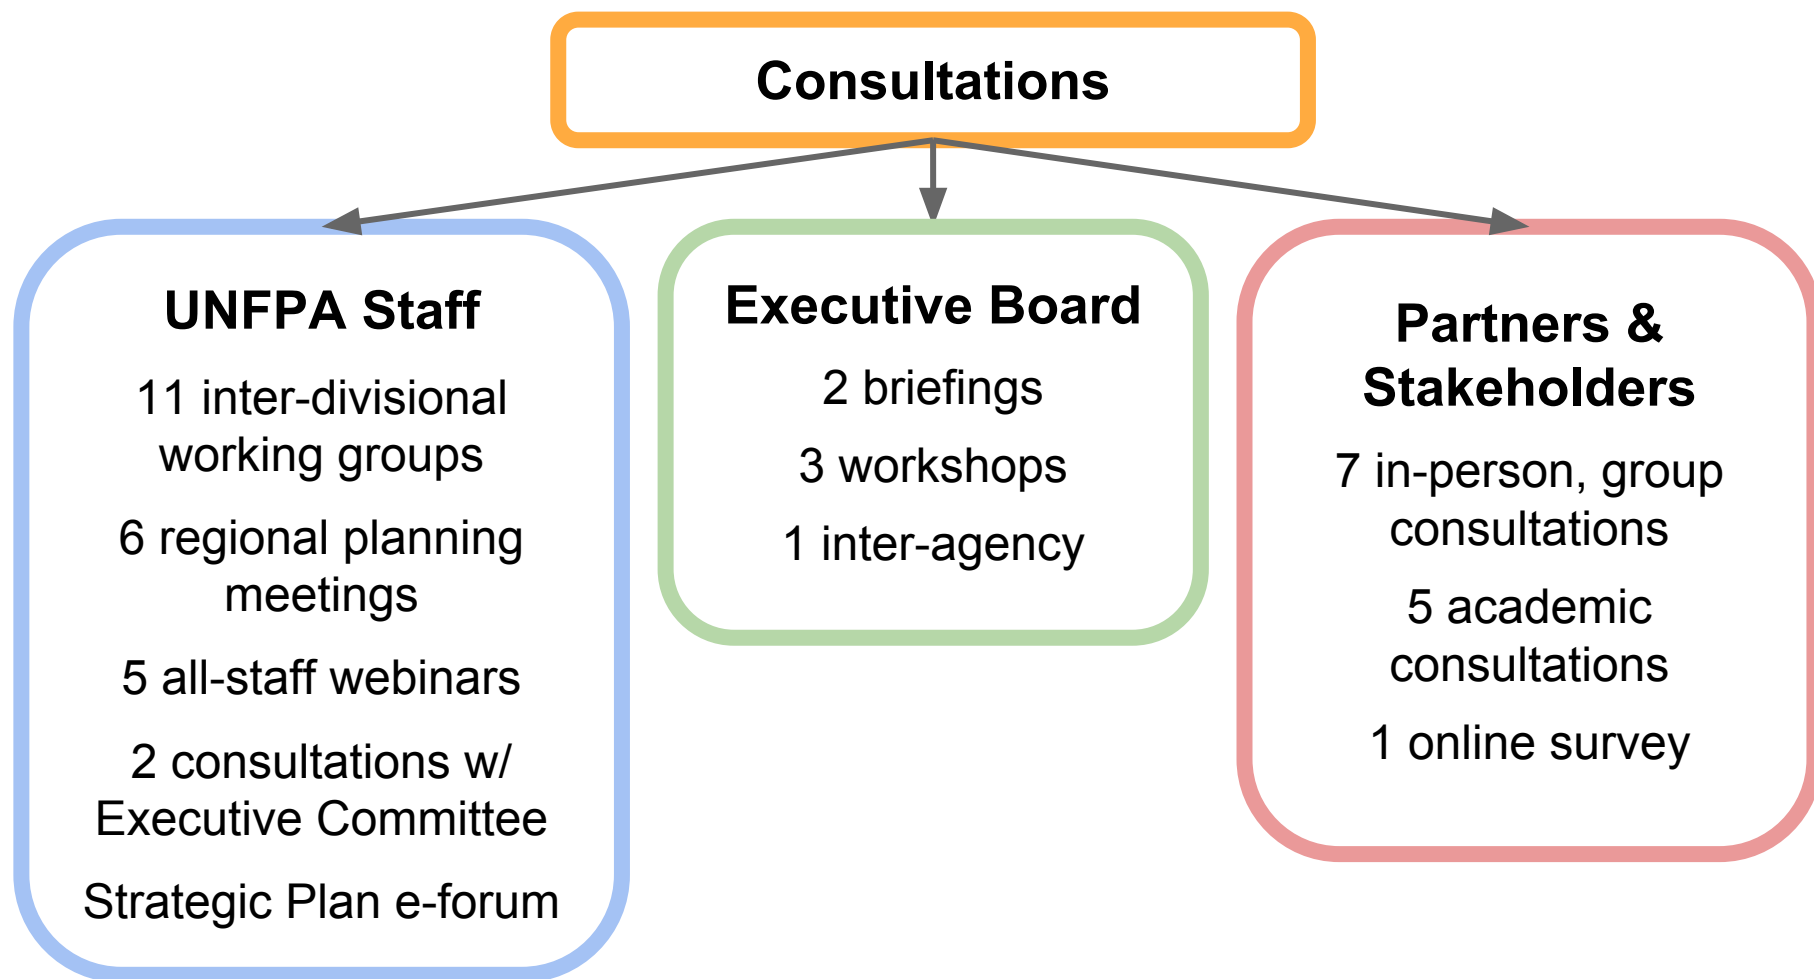 Consultations
UNFPA Staff
11 inter-divisional
working groups
6 regional planning
meetings
5 all-staff webinars
2 consultations w/
Executive Committee
Strategic Plan e-forum
Executive Board
2 briefings
3 workshops
1 inter-agency
Partners &
Stakeholders
7 in-person, group
consultations
5 academic
consultations
1 online survey